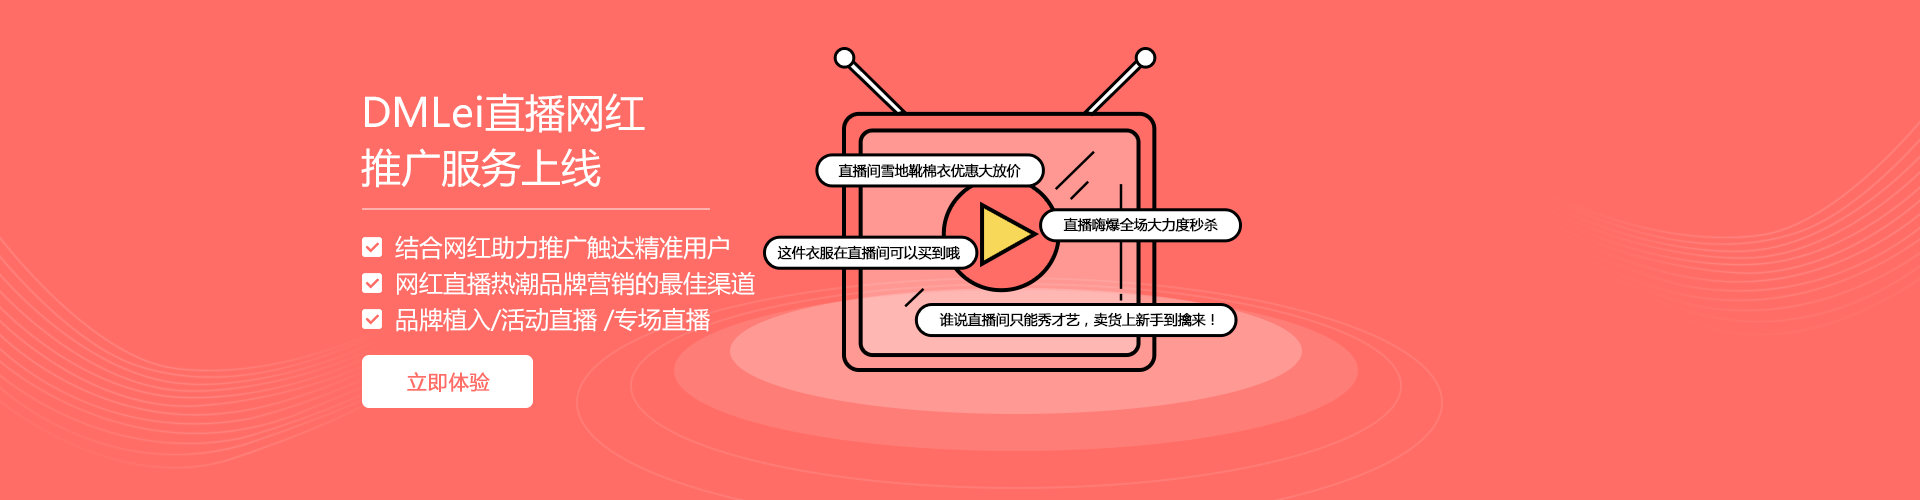 DMLei直播网红
推广服务上线
结合网红助力推广触达精准用户
网红直播热潮品牌营销的最佳渠道
品牌植入/活动直播 /专场直播
立即体验
直播间雪地靴棉衣优惠大放价
直播嗨爆全场大力度秒杀
这件衣服在直播间可以买到哦
谁说直播间只能秀才艺，卖货上新手到擒来！